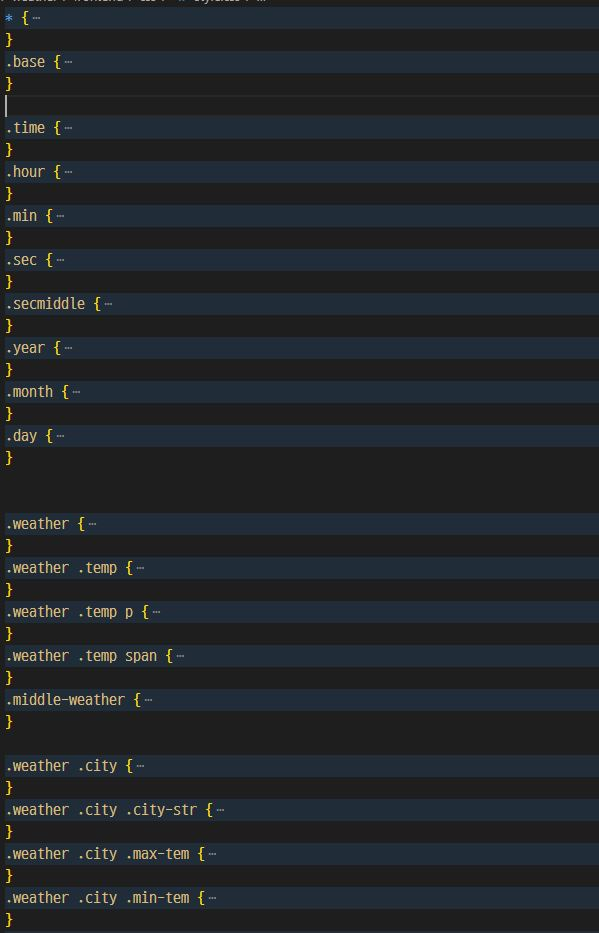 * {⋯
}
.base {⋯
}
.time {⋯
}
.hour {⋯
}
.min {⋯
}
.sec {⋯
}
.secmiddle {⋯
}
.year {⋯
}
.month {⋯
}
.day {⋯
}
.weather {⋯
}
.weather .temp {⋯
}
.weather .temp p {⋯
}
.weather .temp span {⋯
}
.middle-weather {⋯
}
.weather .city {⋯
}
.weather .city .city-str {⋯
}
.weather .city .max-tem {⋯
}
.weather .city .min-tem {⋯
}